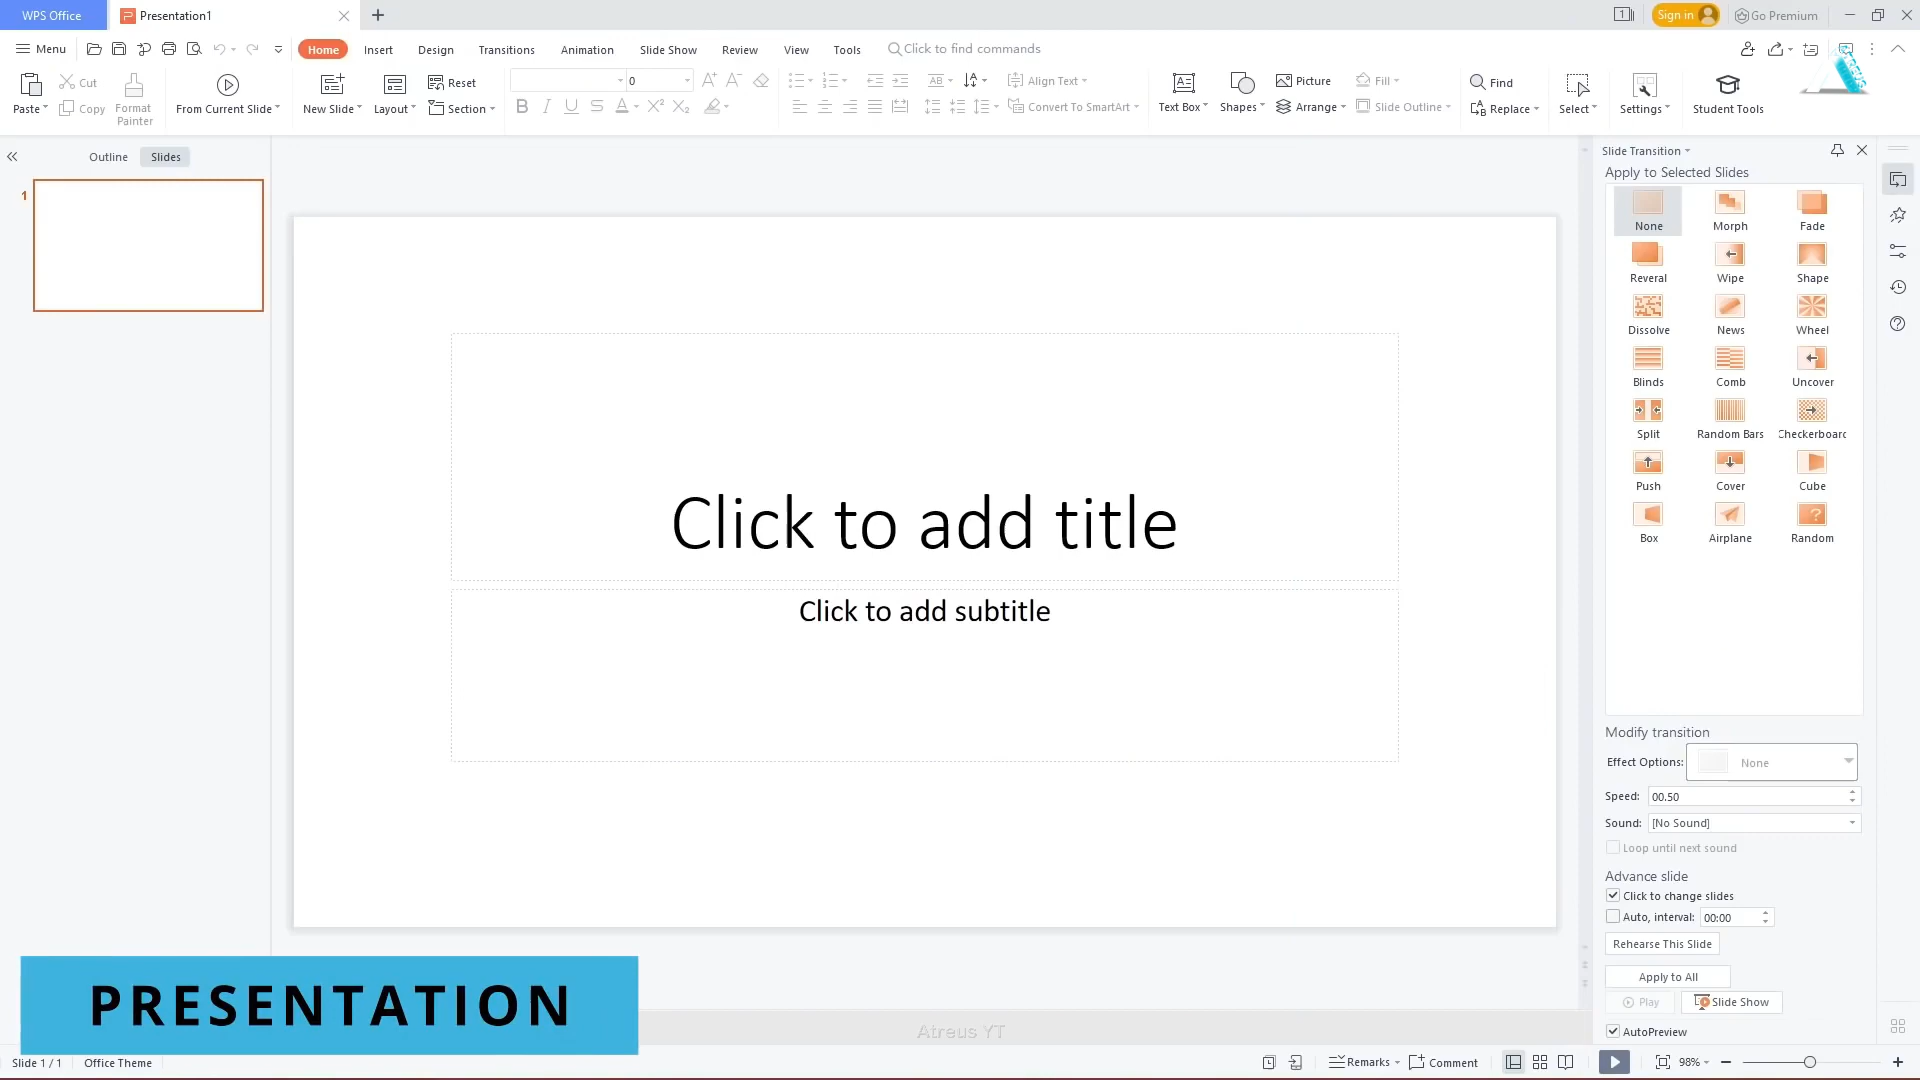 WPS Office
Presentation1
1
Sign in
Go Premium
Menu
Home
Insert
Design
Transitions
Animation
Slide Show
Review
View
Tools
Click to find commands
Paste
Cut
Copy
Format
Painter
From Current Slide
New Slide
Layout
Reset
Section
0
Align Text
Convert To SmartArt
Text Box
Shapes
Picture
Arrange
Fill
Slide Outline
Find
Replace
Select
Settings
Student Tools
Outline
Slides
1
Click to add title
Click to add subtitle
Slide Transition
Apply to Selected Slides
None
Morph
Fade
Reveral
Wipe
Shape
Dissolve
News
Wheel
Blinds
Comb
Uncover
Split
Random Bars
Checkerboarc
Push
Cover
Cube
Box
Airplane
Random
Modify transition
Effect Options:
None
Speed:
00.50
Sound:
[No Sound]
Loop until next sound
Advance slide
Click to change slides
Auto, interval:
00:00
Rehearse This Slide
Apply to All
Play
Slide Show
AutoPreview
PRESENTATION
Atreus YT
Slide 1 / 1
Office Theme
Remarks
Comment
98%